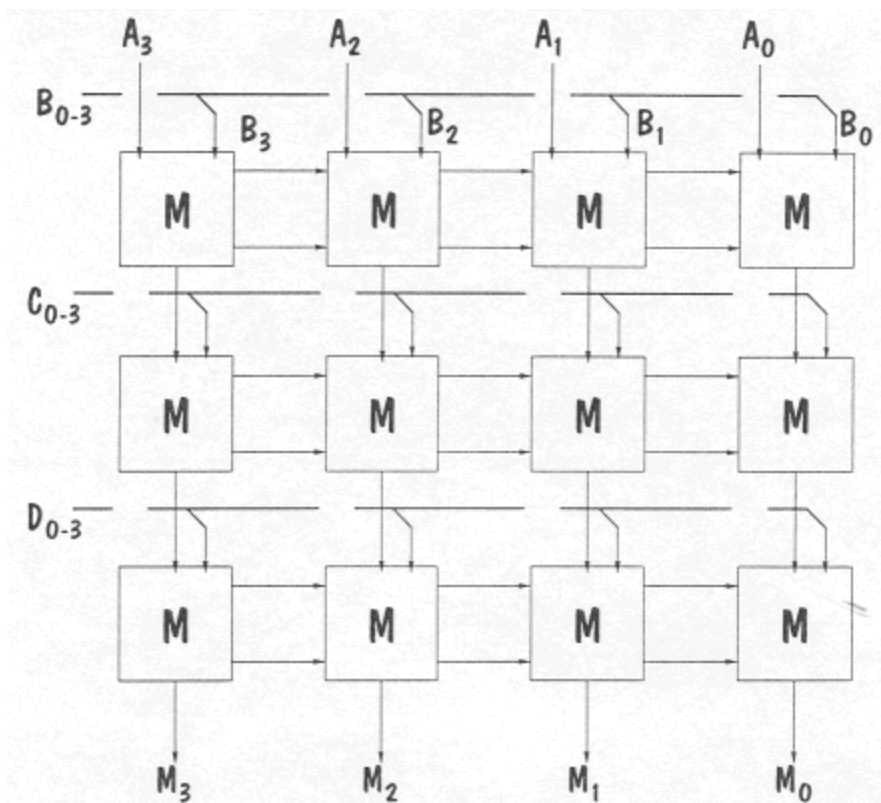 A₃ A₂ A₁ A₀
B₀₋₃ B₃ B₂ B₁ B₀
M M M M
C₀₋₃
M M M M
D₀₋₃
M M M M
M₃ M₂ M₁ M₀